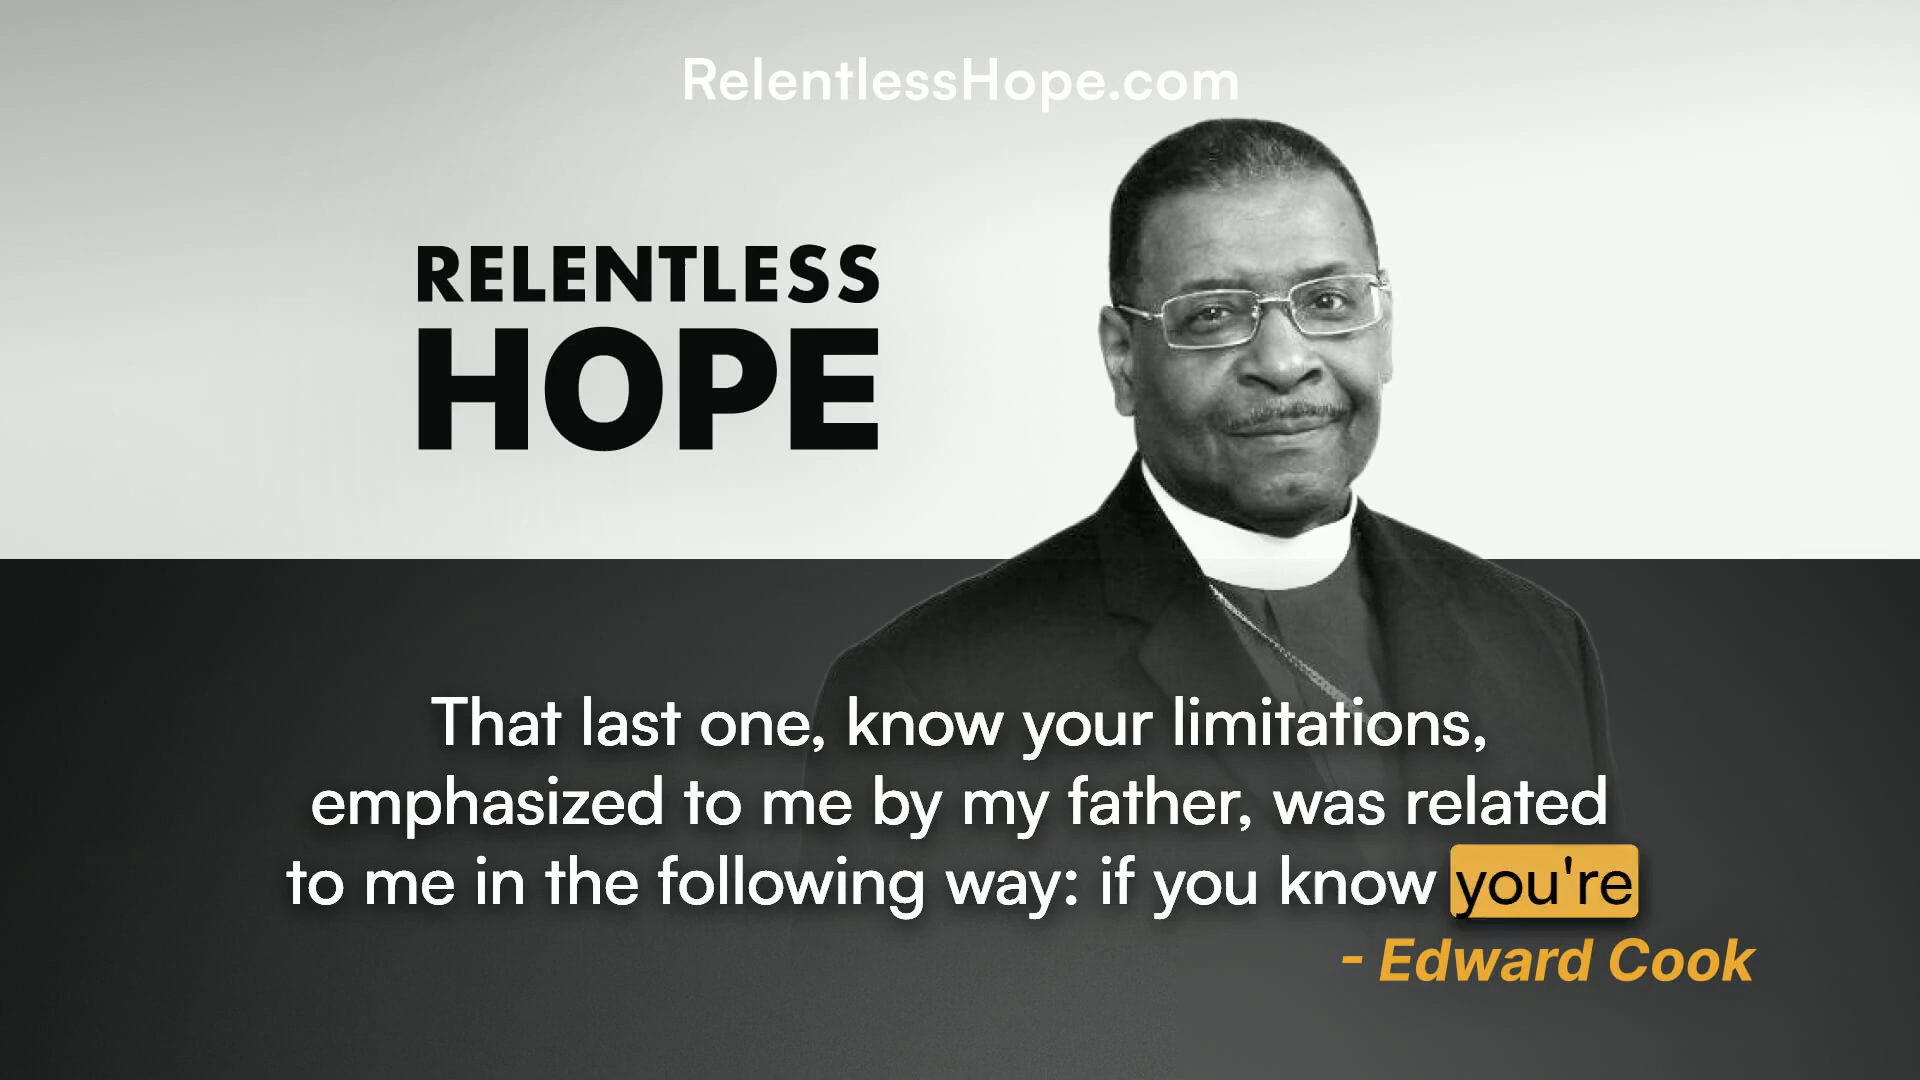 RelentlessHope.com
RELENTLESS
HOPE
That last one, know your limitations,
emphasized to me by my father, was related
to me in the following way: if you know you're
- Edward Cook